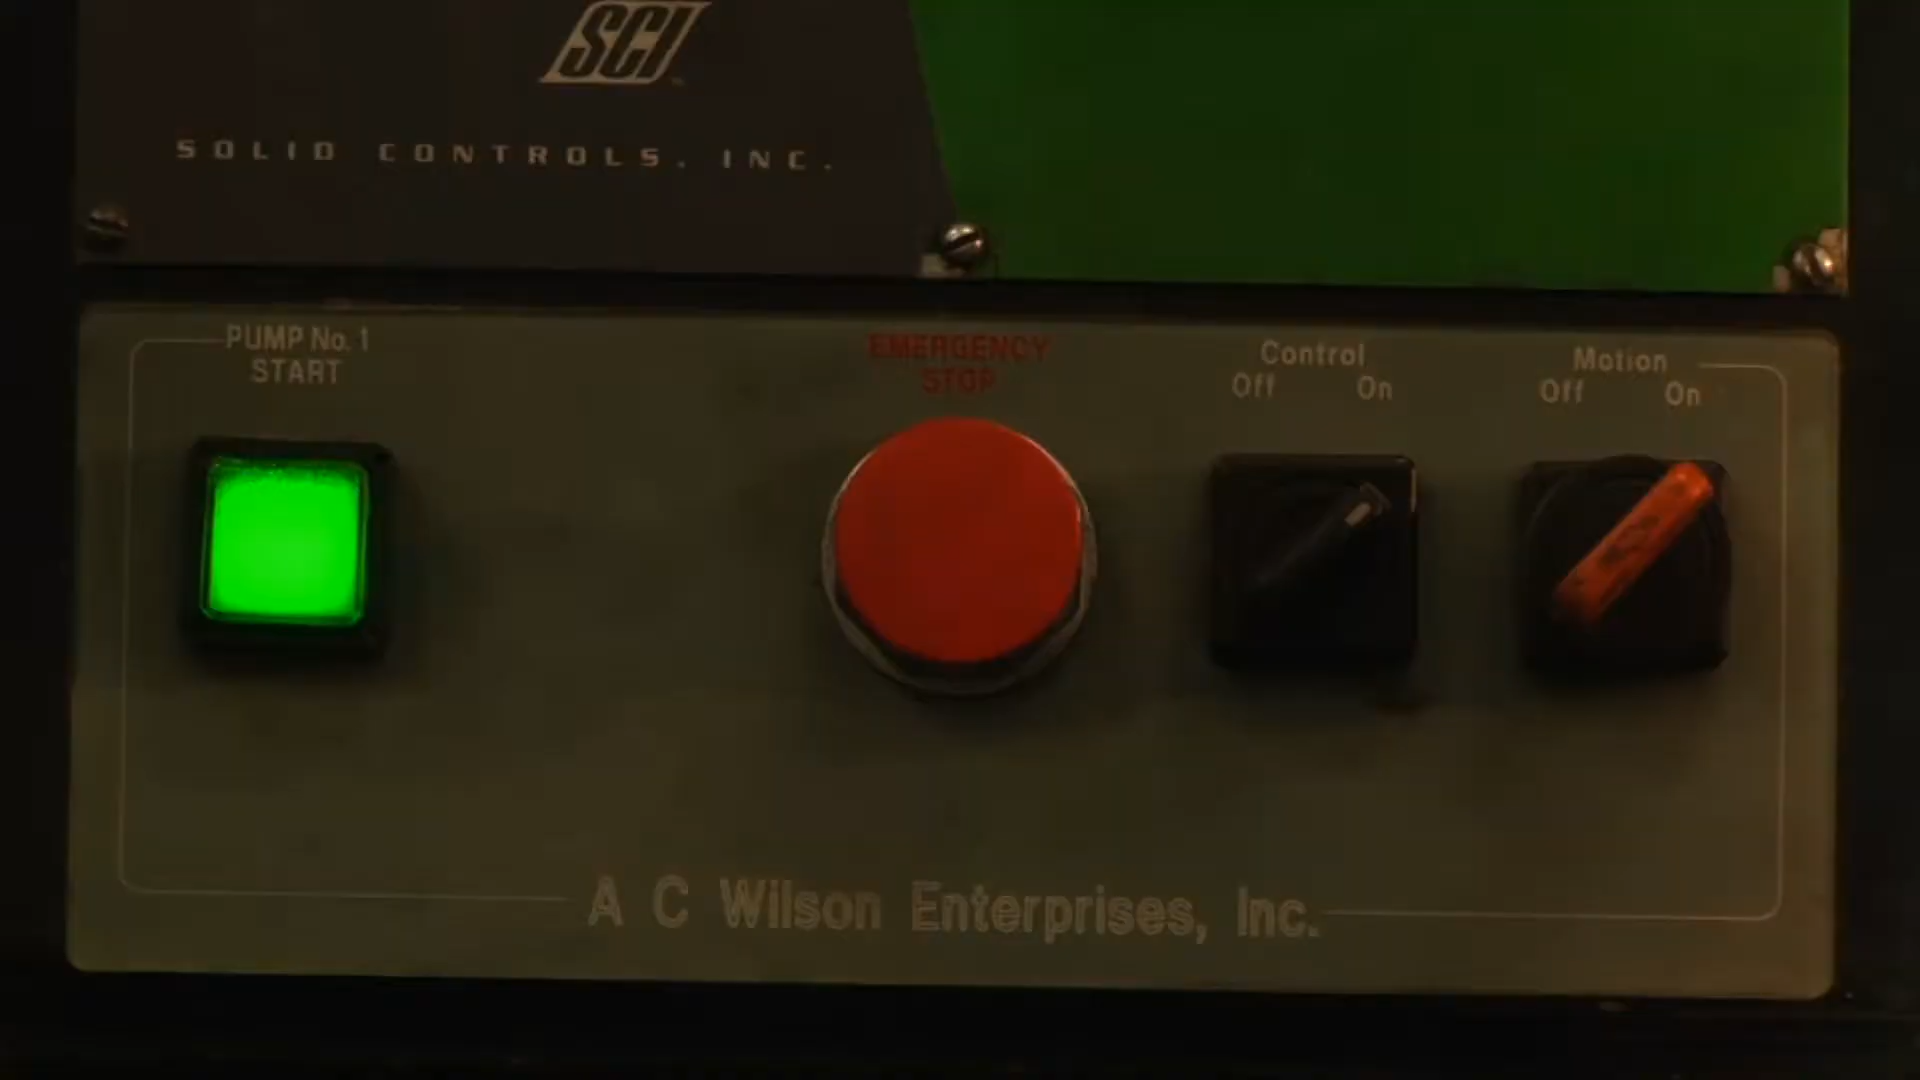 SCI
SOLID CONTROLS, INC.
PUMP No. 1
START
EMERGENCY
STOP
Control
Off On
Motion
Off On
A C Wilson Enterprises, Inc.